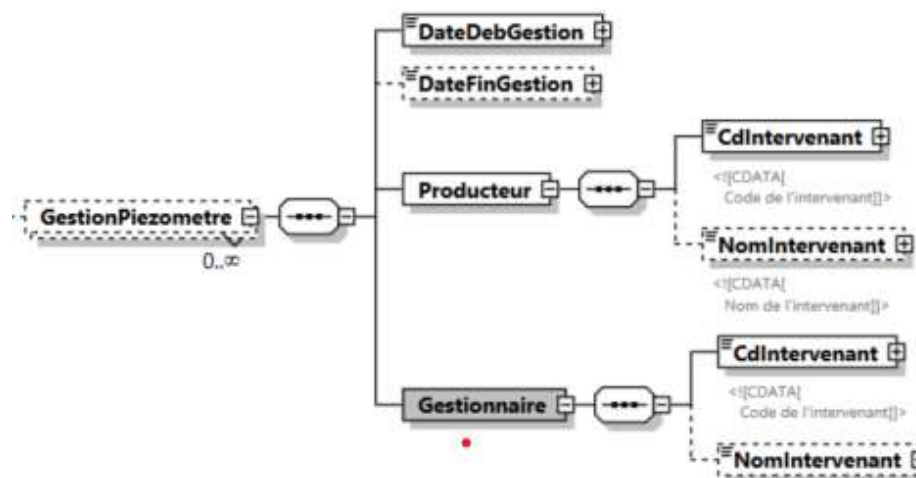 DateDebGestion
DateFinGestion
CdIntervenant
<![CDATA[
Code de l'intervenant]]>
Producteur
NomIntervenant
<![CDATA[
Nom de l'intervenant]]>
GestionPiezometre
0..∞
CdIntervenant
<![CDATA[
Code de l'intervenant]]>
Gestionnaire
NomIntervenant